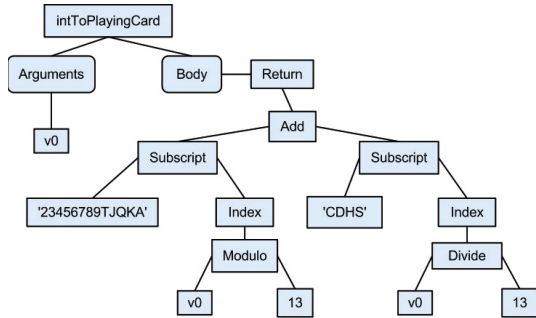 intToPlayingCard
Arguments
Body
Return
v0
Add
Subscript
Subscript
'23456789TJQKA'
Index
'CDHS'
Index
Modulo
Divide
v0
13
v0
13